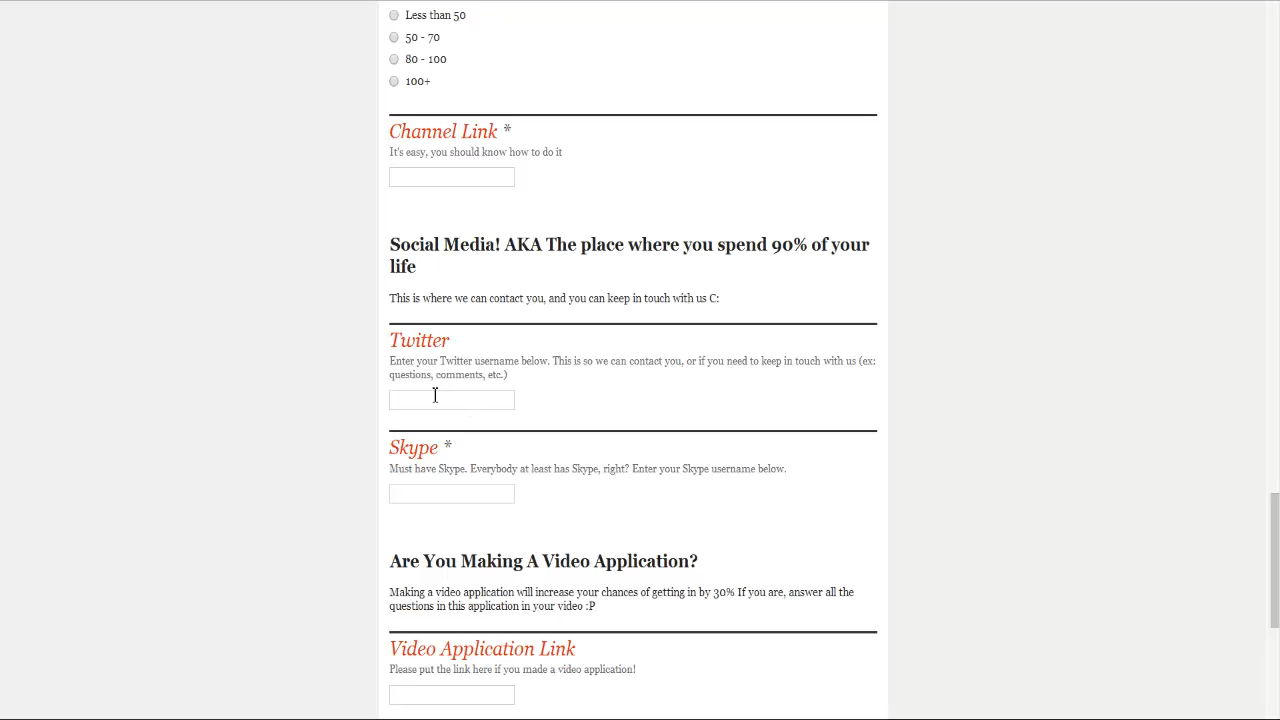 Less than 50
50 - 70
80 - 100
100+
Channel Link *
It's easy, you should know how to do it
Social Media! AKA The place where you spend 90% of your
life
This is where we can contact you, and you can keep in touch with us C:
Twitter
Enter your Twitter username below. This is so we can contact you, or if you need to keep in touch with us (ex:
questions, comments, etc.)
Skype *
Must have Skype. Everybody at least has Skype, right? Enter your Skype username below.
Are You Making A Video Application?
Making a video application will increase your chances of getting in by 30% If you are, answer all the
questions in this application in your video :P
Video Application Link
Please put the link here if you made a video application!